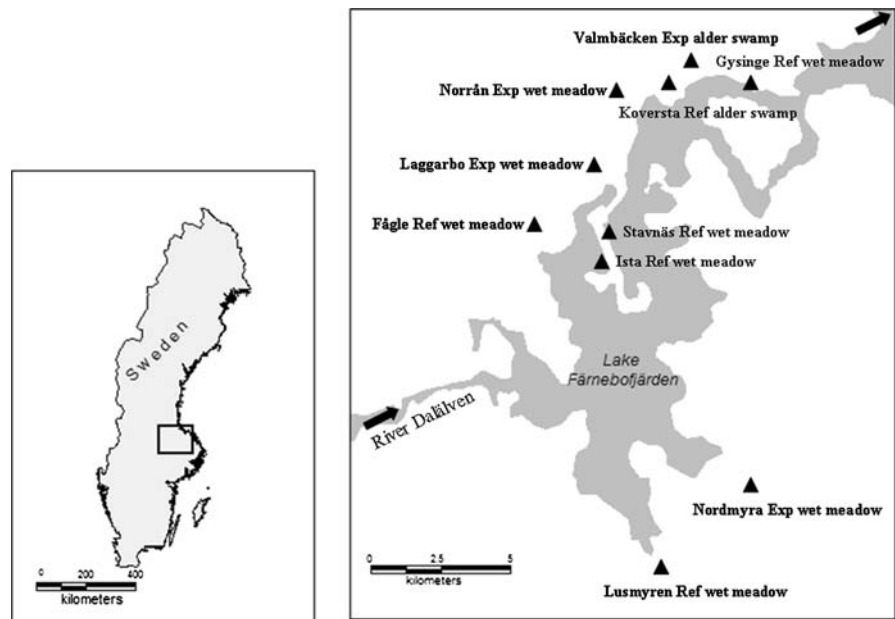 Sweden
0 200 400
kilometers
Valmbäcken Exp alder swamp
Gysinge Ref wet meadow
Norrån Exp wet meadow
Koversta Ref alder swamp
Laggarbo Exp wet meadow
Fågle Ref wet meadow
Stavnäs Ref wet meadow
Ista Ref wet meadow
Lake
Färnebofjärden
River Dalälven
Nordmyra Exp wet meadow
0 2.5 5
kilometers
Lusmyren Ref wet meadow